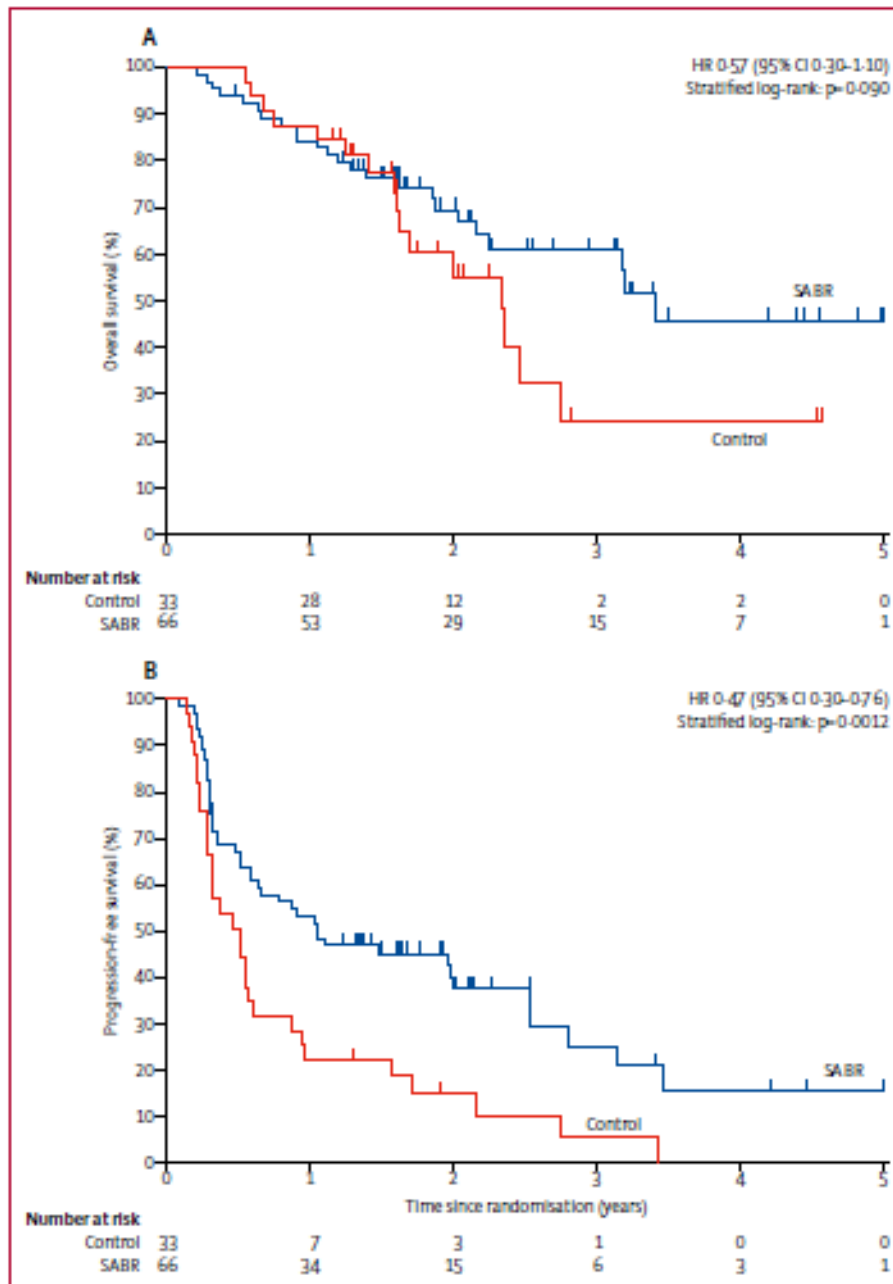 A
HR 0·57 (95% CI 0·30–1·10)
Stratified log-rank: p=0·090
Overall survival (%)
100
90
80
70
60
50
40
30
20
10
0
SABR
Control
0 1 2 3 4 5
Number at risk
Control 33 28 12 2 2 0
SABR 66 53 29 15 7 1
B
HR 0·47 (95% CI 0·30–0·76)
Stratified log-rank: p=0·0012
Progression-free survival (%)
100
90
80
70
60
50
40
30
20
10
0
SABR
Control
0 1 2 3 4 5
Time since randomisation (years)
Number at risk
Control 33 7 3 1 0 0
SABR 66 34 15 6 3 1